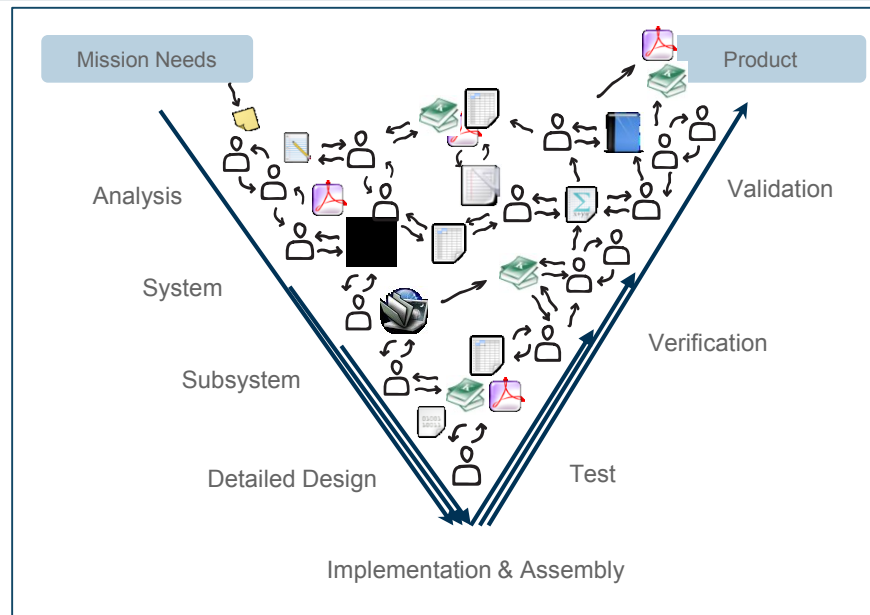 Mission Needs
Product
Analysis
Validation
System
Verification
Subsystem
Detailed Design
Test
Implementation & Assembly